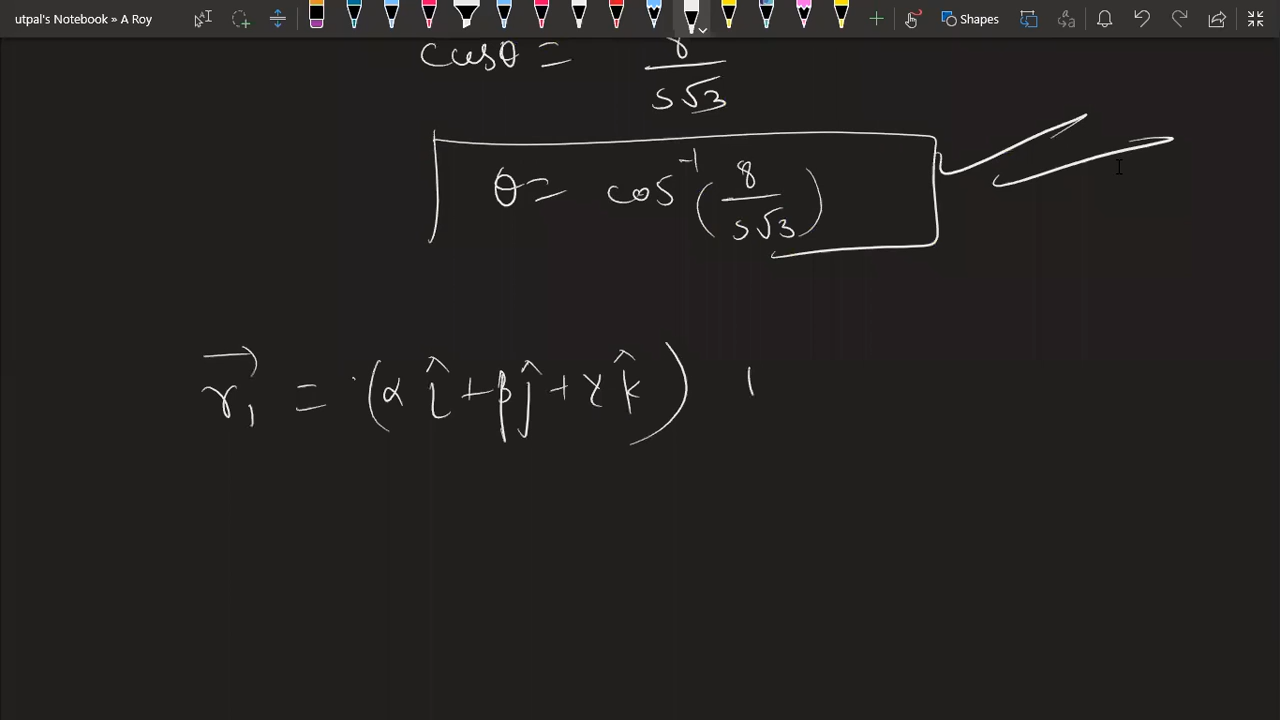 utpal's Notebook » A Roy
Shapes
cosθ = 8/5√3
θ = cos⁻¹(8/5√3)
r⃗₁ = (αî + βĵ + γk̂)